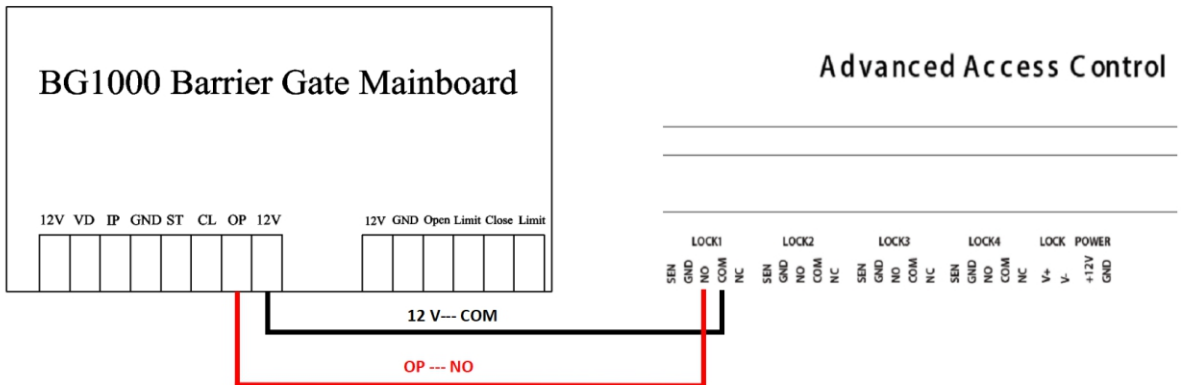 BG1000 Barrier Gate Mainboard
Advanced Access Control
12V VD IP GND ST CL OP 12V
12V GND Open Limit Close Limit
LOCK1 LOCK2 LOCK3 LOCK4 LOCK POWER
SEN GND NO COM NC SEN GND NO COM NC SEN GND NO COM NC SEN GND NO COM NC V+ V- +12V GND
12 V--- COM
OP --- NO